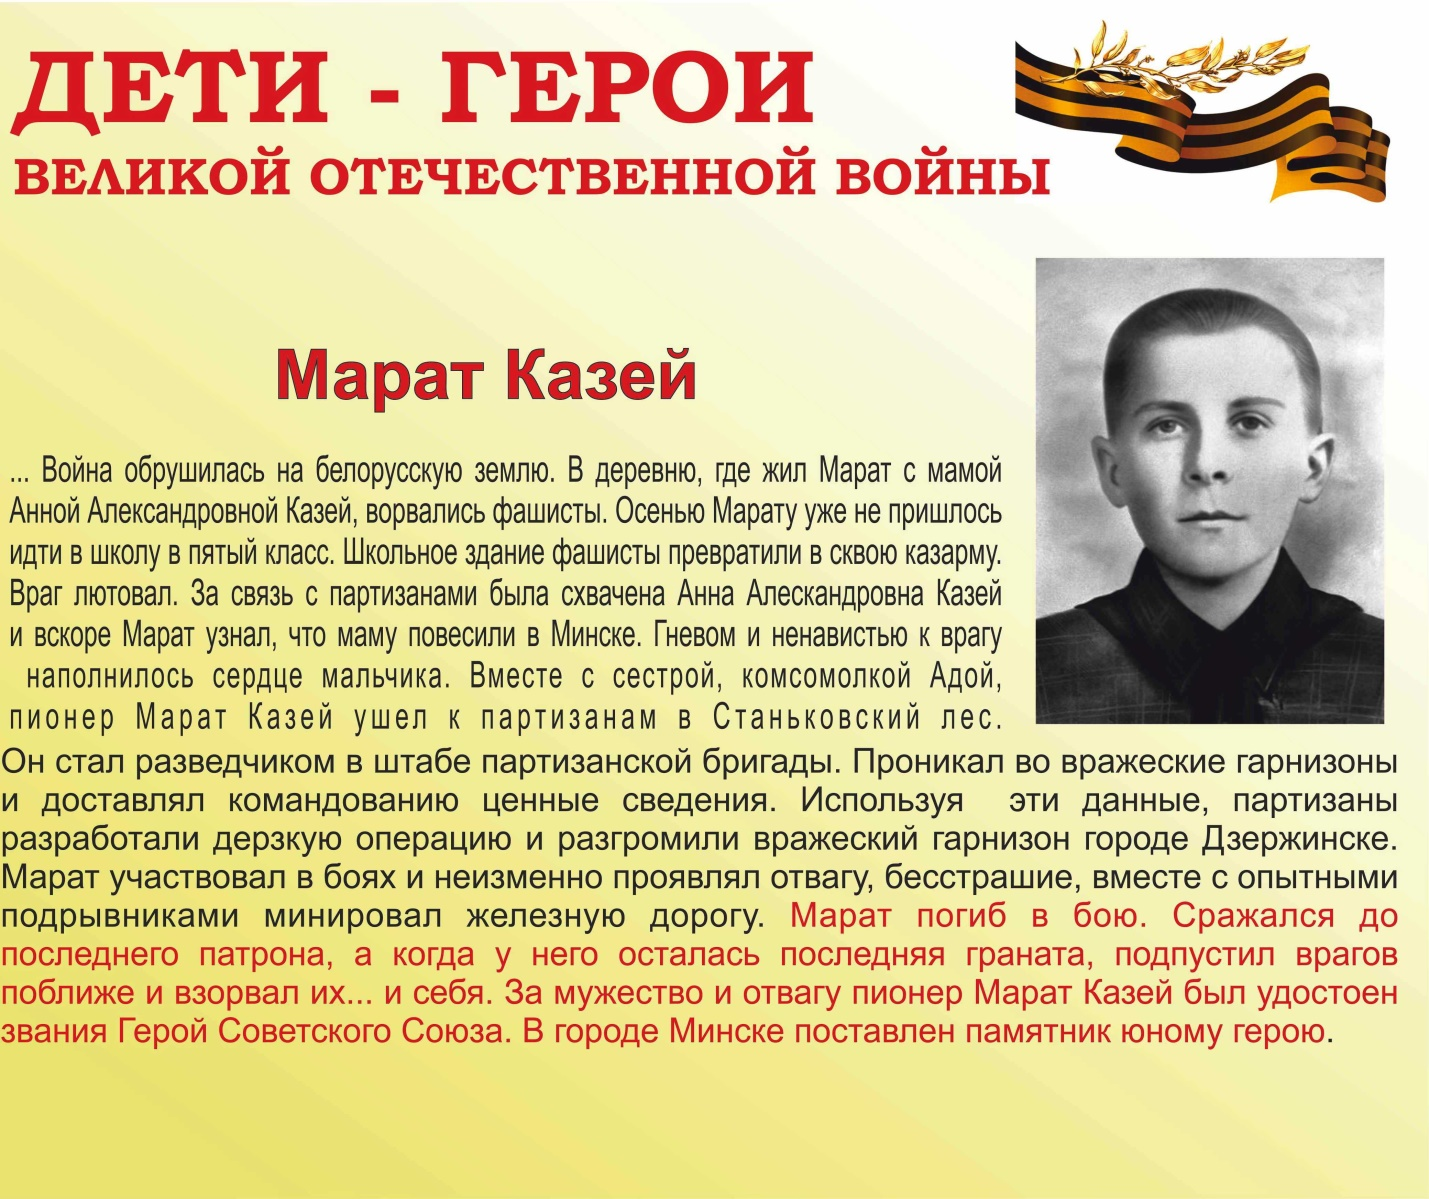 ДЕТИ - ГЕРОИ
ВЕЛИКОЙ ОТЕЧЕСТВЕННОЙ ВОЙНЫ
Марат Казей
... Война обрушилась на белорусскую землю. В деревню, где жил Марат с мамой
Анной Александровной Казей, ворвались фашисты. Осенью Марату уже не пришлось
идти в школу в пятый класс. Школьное здание фашисты превратили в сквою казарму.
Враг лютовал. За связь с партизанами была схвачена Анна Алескандровна Казей
и вскоре Марат узнал, что маму повесили в Минске. Гневом и ненавистью к врагу
наполнилось сердце мальчика. Вместе с сестрой, комсомолкой Адой,
пионер Марат Казей ушел к партизанам в Станьковский лес.
Он стал разведчиком в штабе партизанской бригады. Проникал во вражеские гарнизоны
и доставлял командованию ценные сведения. Используя эти данные, партизаны
разработали дерзкую операцию и разгромили вражеский гарнизон городе Дзержинске.
Марат участвовал в боях и неизменно проявлял отвагу, бесстрашие, вместе с опытными
подрывниками минировал железную дорогу. Марат погиб в бою. Сражался до
последнего патрона, а когда у него осталась последняя граната, подпустил врагов
поближе и взорвал их... и себя. За мужество и отвагу пионер Марат Казей был удостоен
звания Герой Советского Союза. В городе Минске поставлен памятник юному герою.